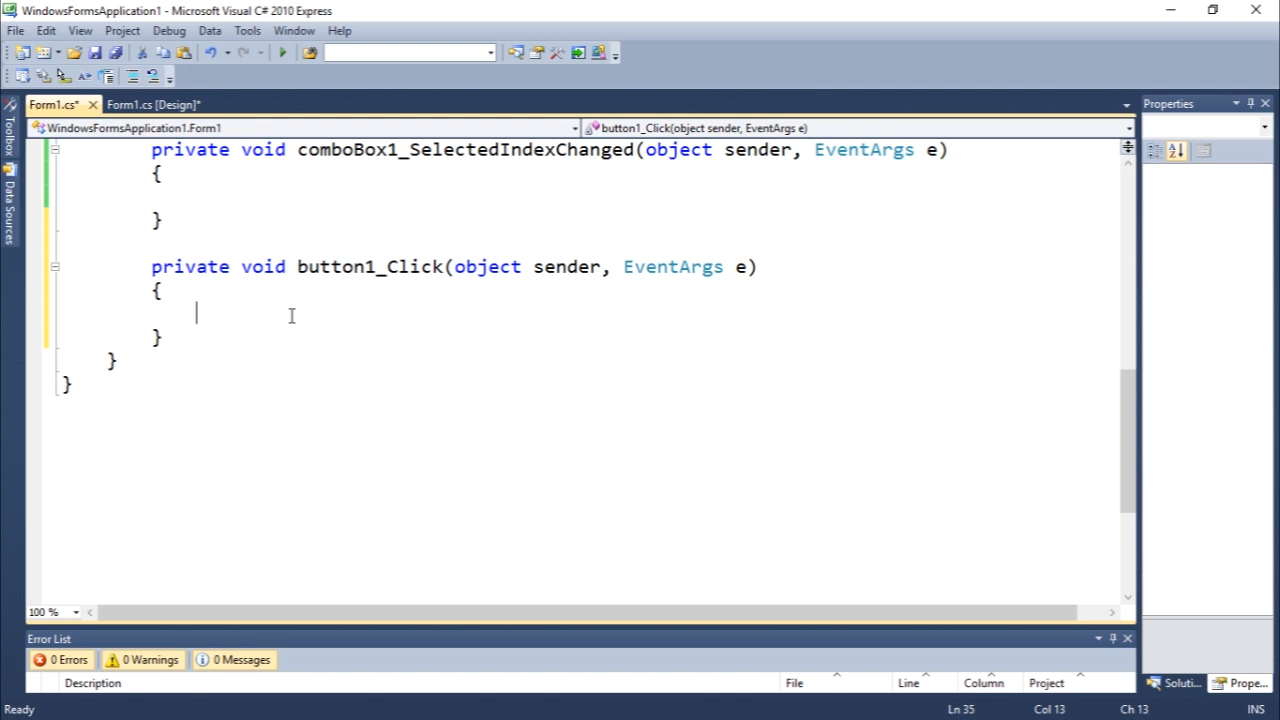 WindowsFormsApplication1 - Microsoft Visual C# 2010 Express
File Edit View Project Debug Data Tools Window Help
Form1.cs* Form1.cs [Design]* Properties
WindowsFormsApplication1.Form1 button1_Click(object sender, EventArgs e)
Toolbox
Data Sources
private void comboBox1_SelectedIndexChanged(object sender, EventArgs e)
{
}
private void button1_Click(object sender, EventArgs e)
{
}
}
}
100 %
Error List
0 Errors 0 Warnings 0 Messages
Description File Line Column Project
Soluti... Prope...
Ready Ln 35 Col 13 Ch 13 INS